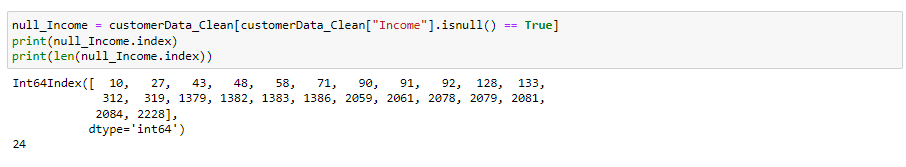 null_Income = customerData_Clean[customerData_Clean["Income"].isnull() == True]
print(null_Income.index)
print(len(null_Income.index))
Int64Index([  10,   27,   43,   48,   58,   71,   90,   91,   92,  128,  133,
             312,  319, 1379, 1382, 1383, 1386, 2059, 2061, 2078, 2079, 2081,
            2084, 2228],
           dtype='int64')
24